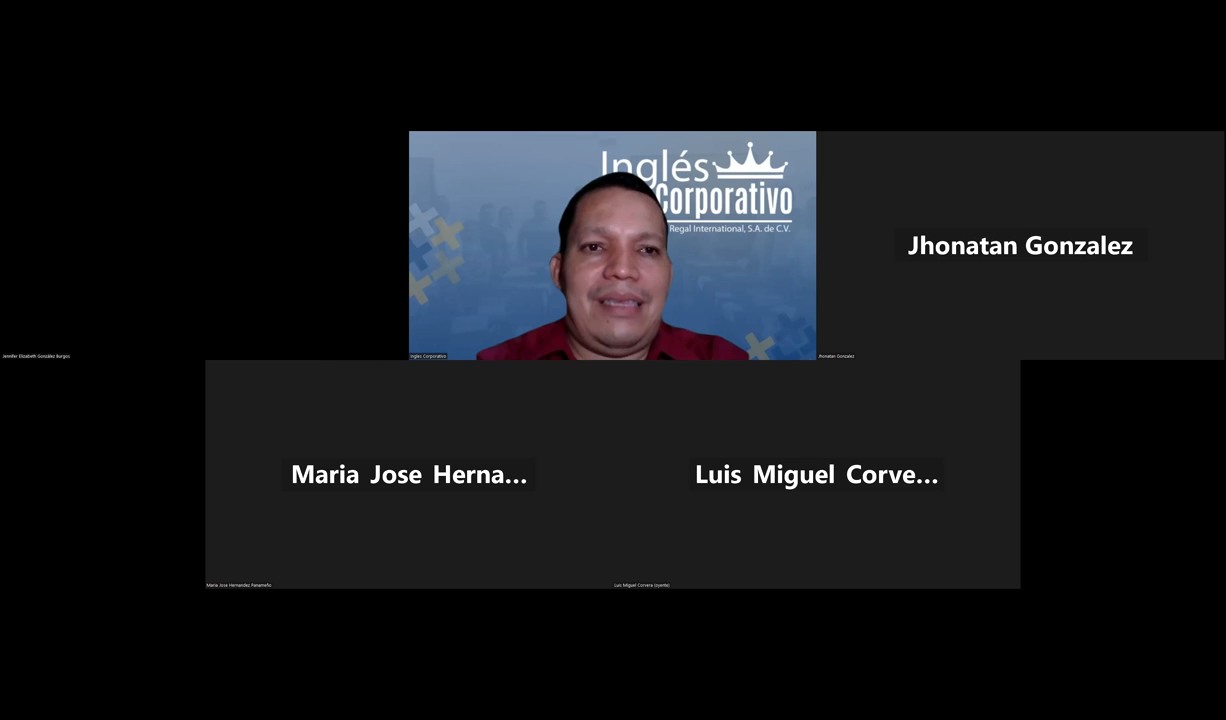 Inglés
Corporativo
Regal International, S.A. de C.V.
Jhonatan Gonzalez
Jennifer Elizabeth González Burgos
Inglés Corporativo
Jhonatan Gonzalez
Maria Jose Herna...
Luis Miguel Corve...
Maria Jose Hernandez Panameño
Luis Miguel Corvera (oyente)